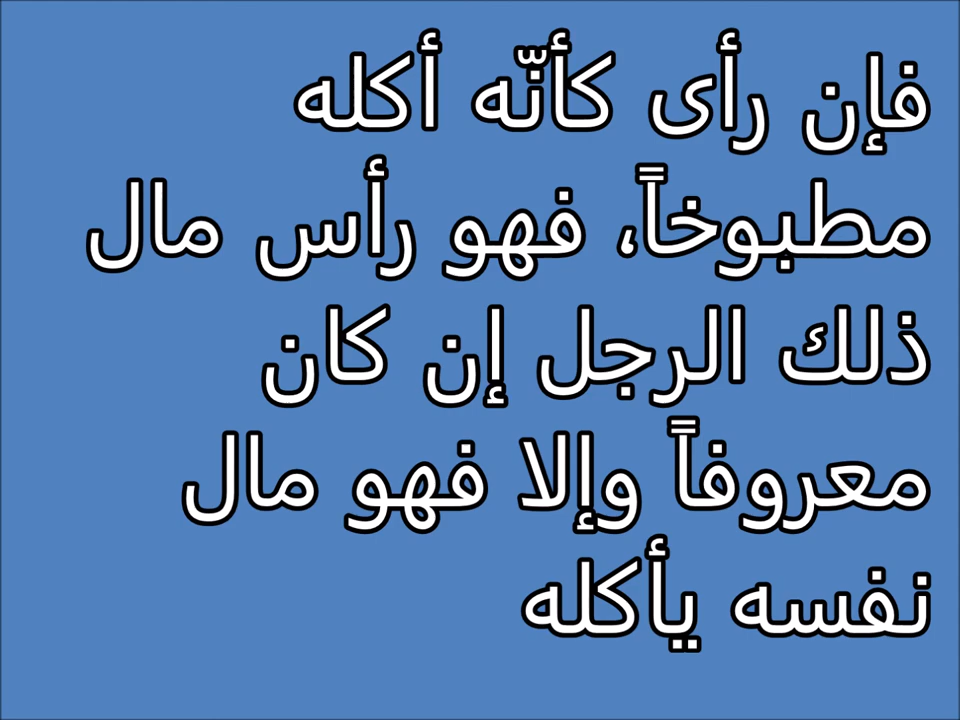 فإن رأى كأنّه أكله
مطبوخاً، فهو رأس مال
ذلك الرجل إن كان
معروفاً وإلا فهو مال
نفسه يأكله